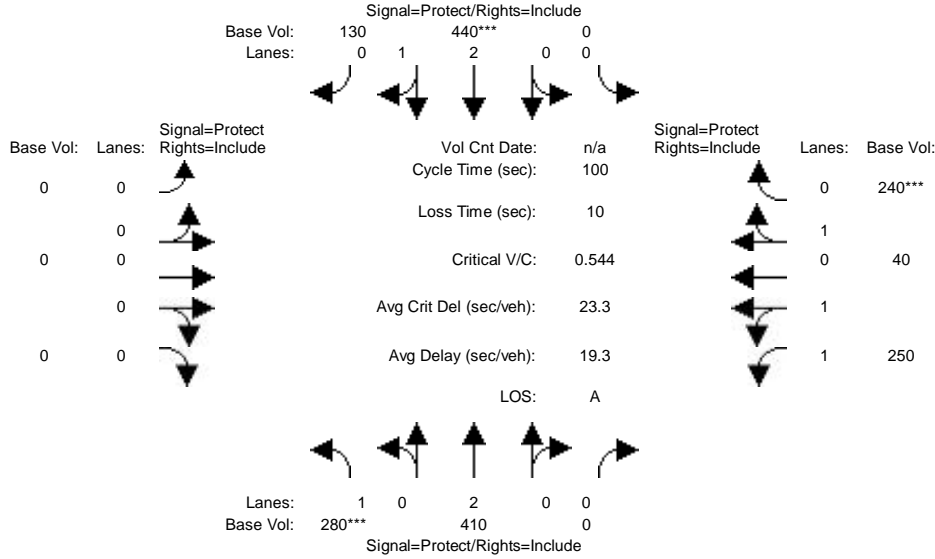 Signal=Protect/Rights=Include
Base Vol: 130 440*** 0
Lanes: 0 1 2 0 0
Signal=Protect
Base Vol: Lanes: Rights=Include
Vol Cnt Date: n/a
Signal=Protect
Rights=Include Lanes: Base Vol:
Cycle Time (sec): 100
0 0
0 240***
Loss Time (sec): 10
0
1
0 0
Critical V/C: 0.544
0 40
0
Avg Crit Del (sec/veh): 23.3
1
0 0
Avg Delay (sec/veh): 19.3
1 250
LOS: A
Lanes: 1 0 2 0 0
Base Vol: 280*** 410 0
Signal=Protect/Rights=Include